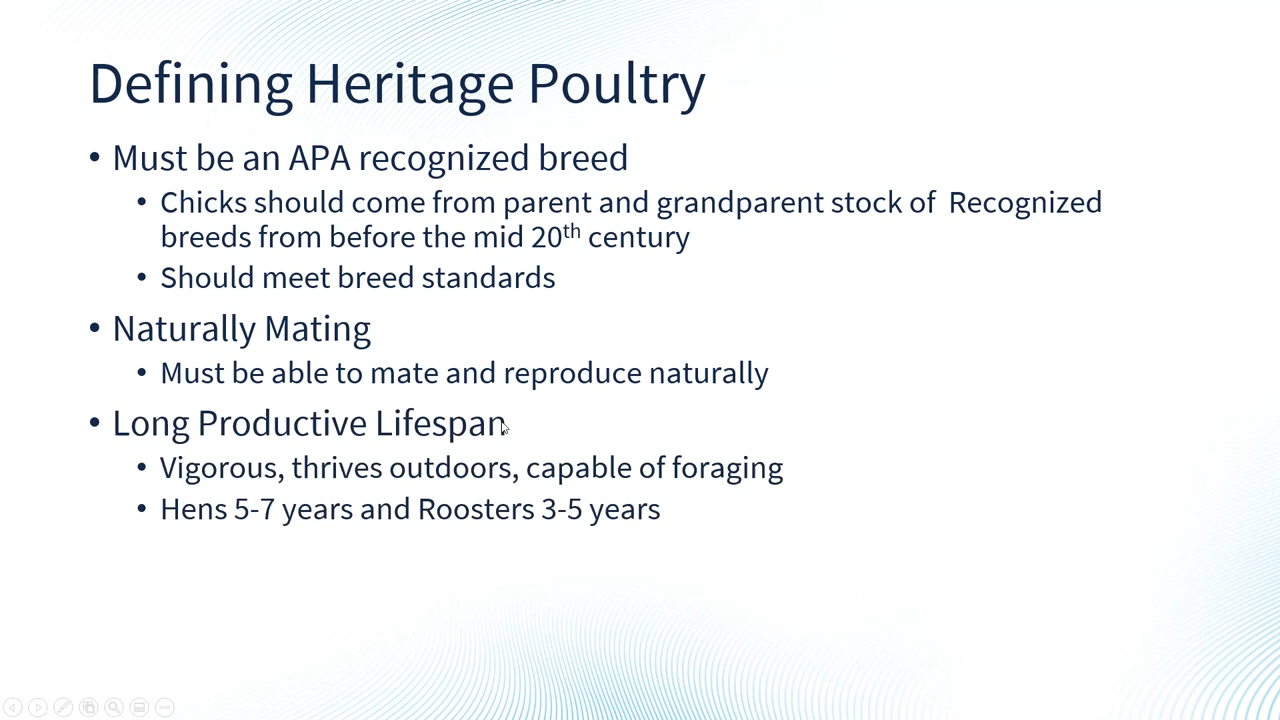 Defining Heritage Poultry
• Must be an APA recognized breed
• Chicks should come from parent and grandparent stock of  Recognized
breeds from before the mid 20th century
• Should meet breed standards
• Naturally Mating
• Must be able to mate and reproduce naturally
• Long Productive Lifespan
• Vigorous, thrives outdoors, capable of foraging
• Hens 5-7 years and Roosters 3-5 years